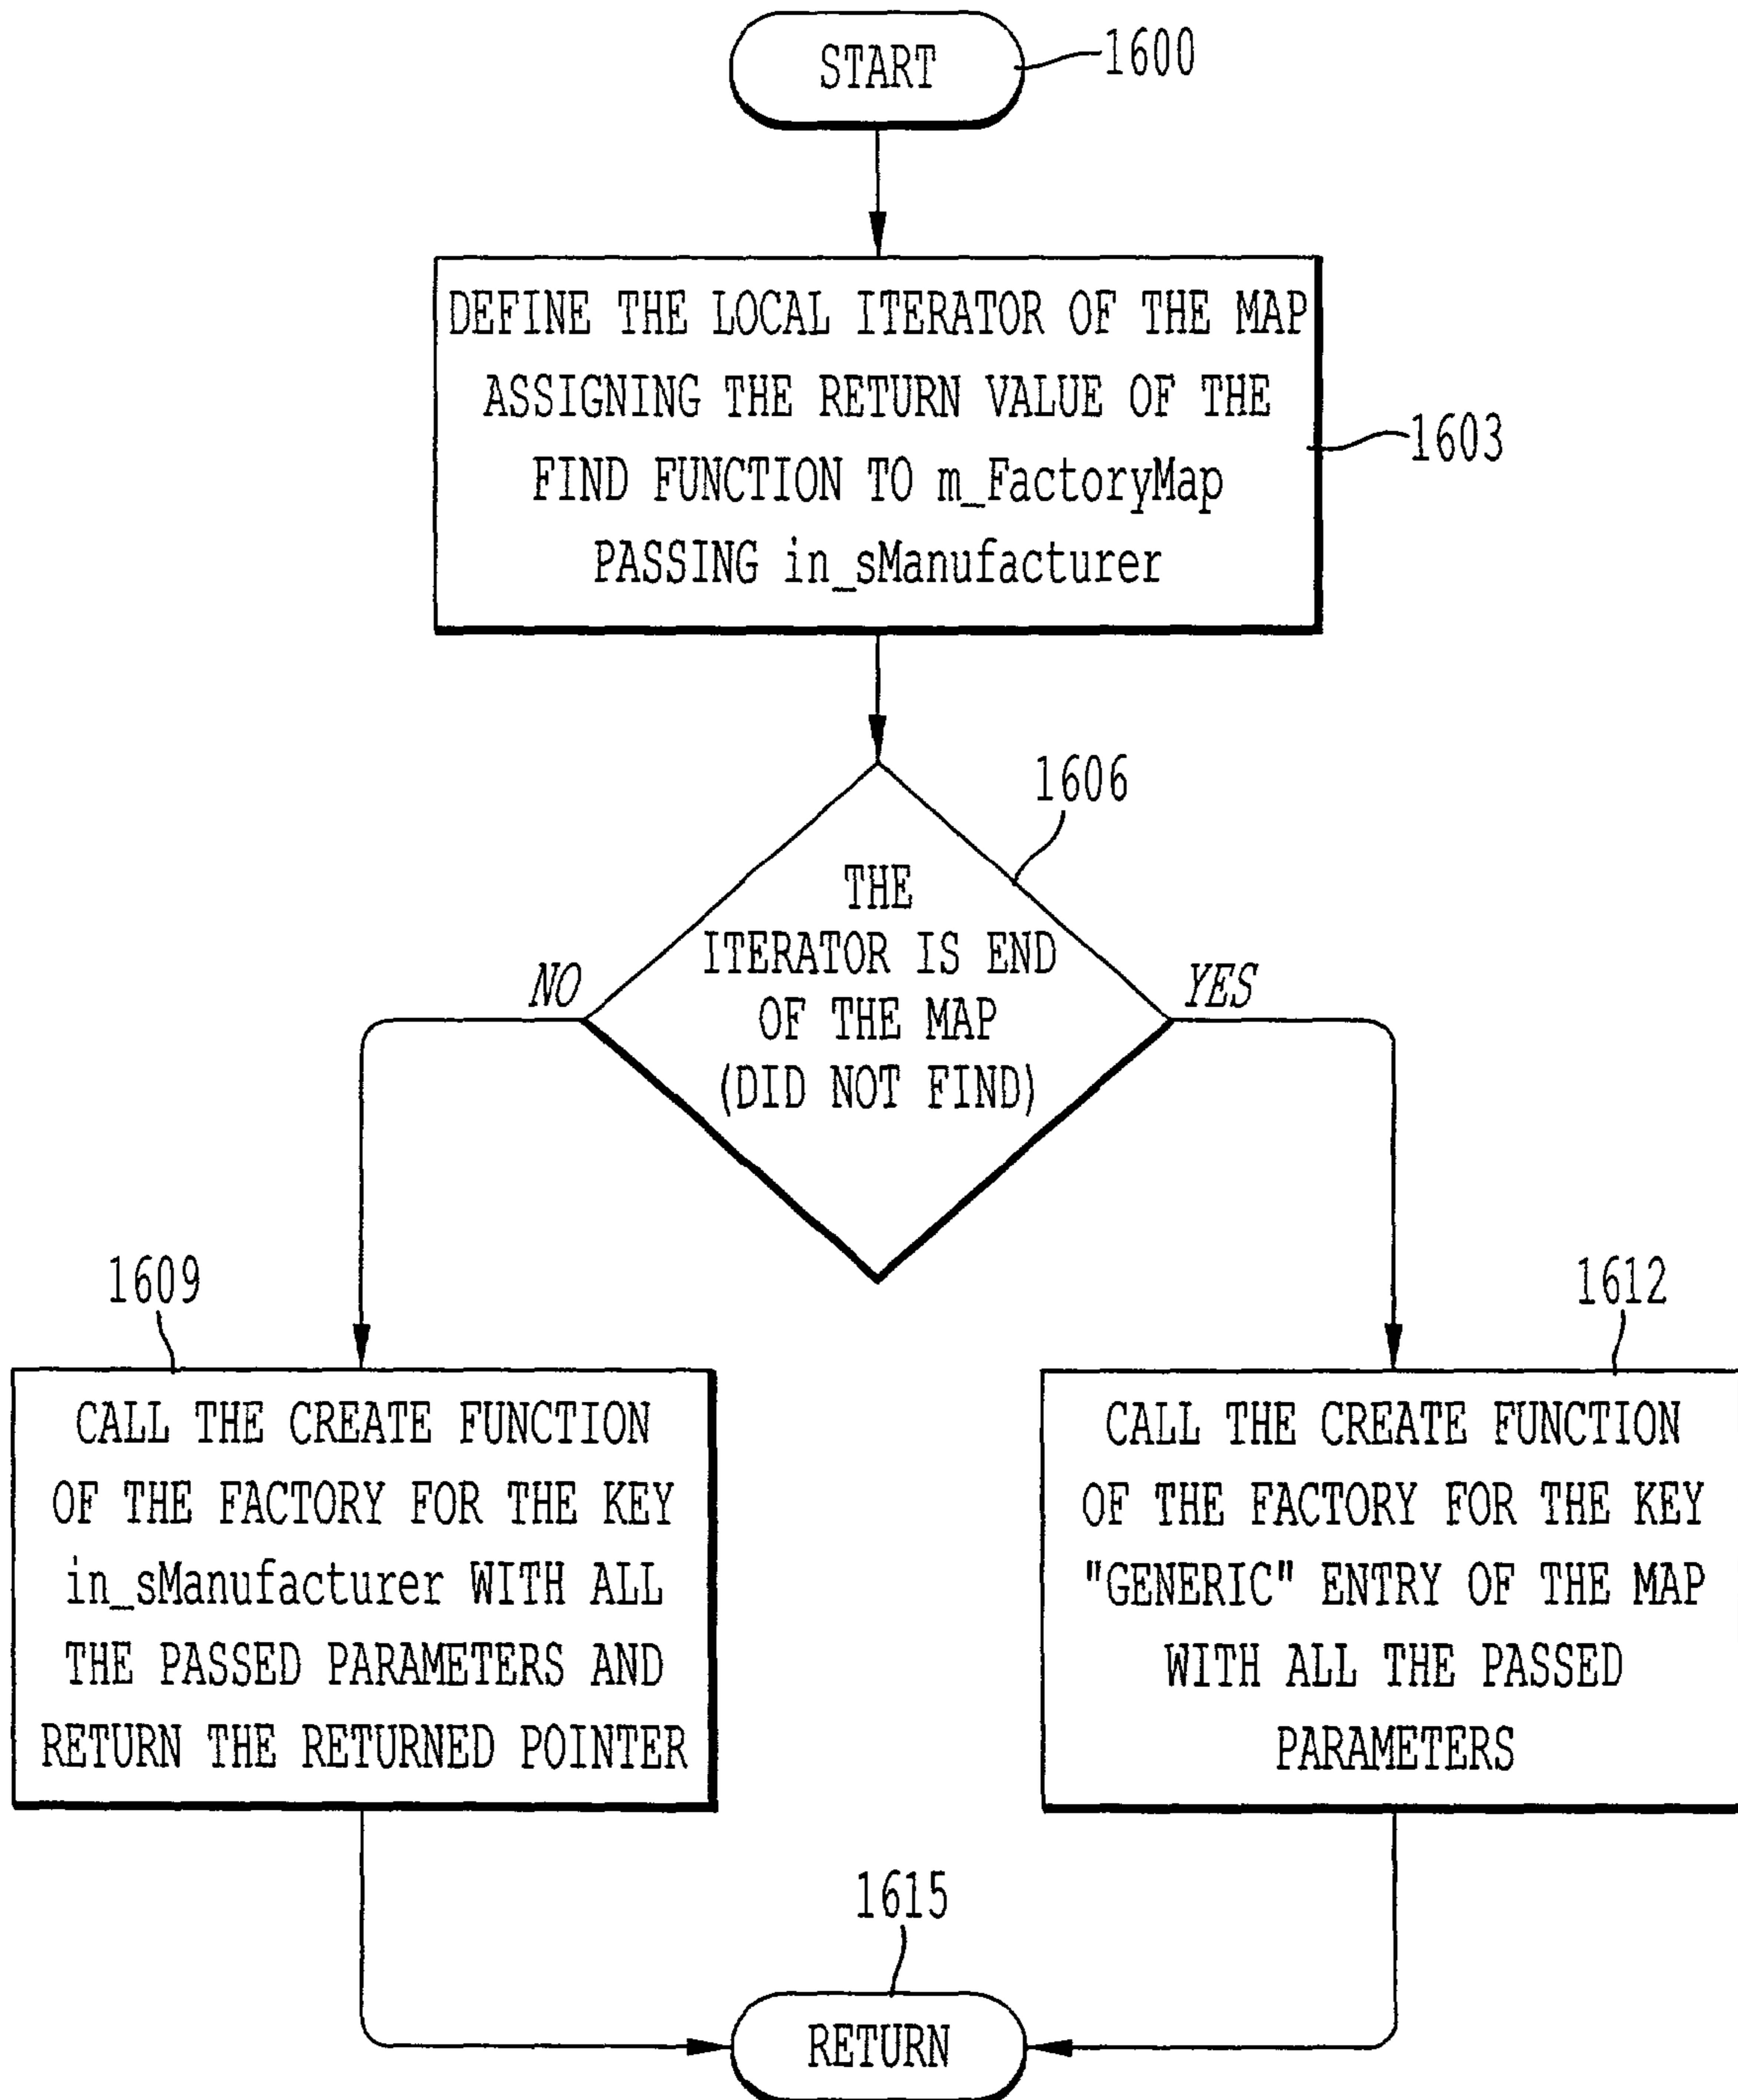 START
1600
DEFINE THE LOCAL ITERATOR OF THE MAP
ASSIGNING THE RETURN VALUE OF THE
FIND FUNCTION TO m_FactoryMap
PASSING in_sManufacturer
1603
1606
THE
ITERATOR IS END
OF THE MAP
(DID NOT FIND)
NO
YES
1609
CALL THE CREATE FUNCTION
OF THE FACTORY FOR THE KEY
in_sManufacturer WITH ALL
THE PASSED PARAMETERS AND
RETURN THE RETURNED POINTER
1612
CALL THE CREATE FUNCTION
OF THE FACTORY FOR THE KEY
"GENERIC" ENTRY OF THE MAP
WITH ALL THE PASSED
PARAMETERS
1615
RETURN